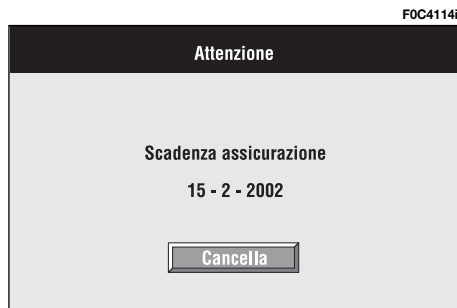 F0C4114i
Attenzione
Scadenza assicurazione
15 - 2 - 2002
Cancella